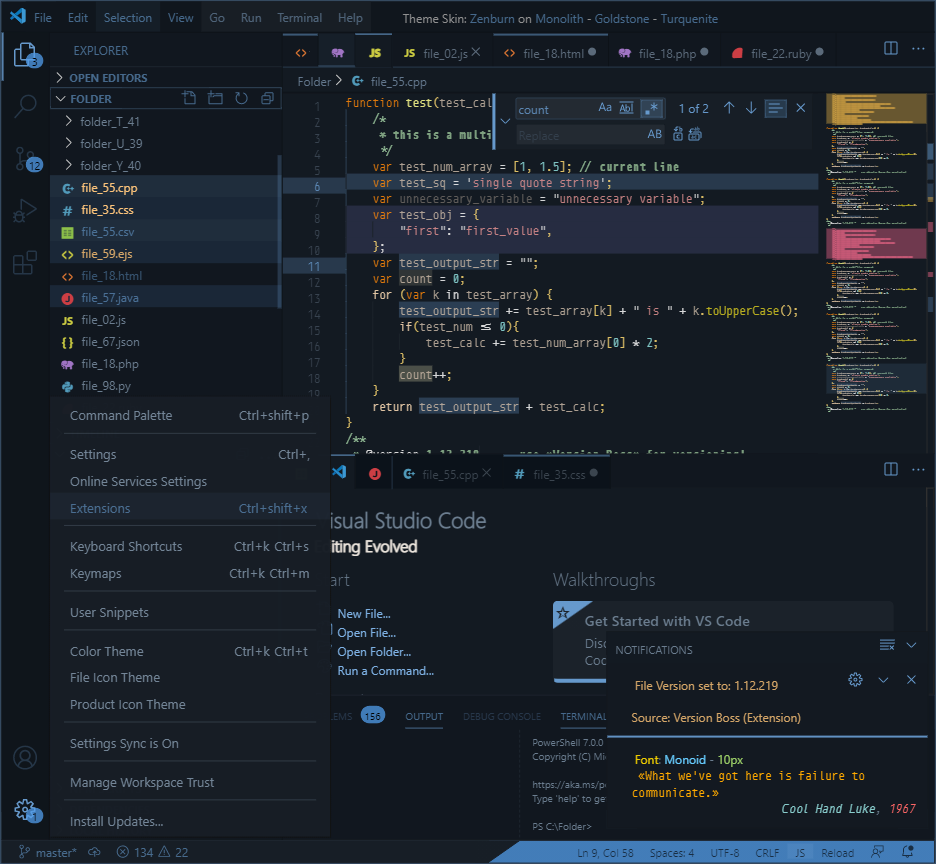 File Edit Selection View Go Run Terminal Help Theme Skin: Zenburn on Monolith - Goldstone - Turquenite
3
12
1
EXPLORER
OPEN EDITORS
FOLDER
folder_T_41
folder_U_39
folder_Y_40
file_55.cpp
file_35.css
file_55.csv
file_59.ejs
file_18.html
file_57.java
file_02.js
file_67.json
file_18.php
file_98.py
JS JS file_02.js file_18.html file_18.php file_22.ruby
Folder file_55.cpp
count Aa Ab .* 1 of 2
Replace AB
1 function test(test_cal
2 /*
3 * this is a multi
4 */
5 var test_num_array = [1, 1.5]; // current line
6 var test_sq = 'single quote string';
7 var unnecessary_variable = "unnecessary variable";
8 var test_obj = {
9 "first": "first_value",
10 };
11 var test_output_str = "";
12 var count = 0;
13 for (var k in test_array) {
14 test_output_str += test_array[k] + " is " + k.toUpperCase();
15 if(test_num <= 0){
16 test_calc += test_num_array[0] * 2;
17 }
18 count++;
19 }
return test_output_str + test_calc;
}
/**
Command Palette Ctrl+shift+p
Settings Ctrl+,
Online Services Settings
Extensions Ctrl+shift+x
Keyboard Shortcuts Ctrl+k Ctrl+s
Keymaps Ctrl+k Ctrl+m
User Snippets
Color Theme Ctrl+k Ctrl+t
File Icon Theme
Product Icon Theme
Settings Sync is On
Manage Workspace Trust
Install Updates...
file_55.cpp file_35.css
isual Studio Code
iting Evolved
art
New File...
Open File...
Open Folder...
Run a Command...
Walkthroughs
Get Started with VS Code
Disc
Coo
LEMS 156 OUTPUT DEBUG CONSOLE TERMINAL
PowerShell 7.0.0
Copyright (C) Mic
https://aka.ms/po
Type 'help' to get
PS C:\Folder>
NOTIFICATIONS
File Version set to: 1.12.219
Source: Version Boss (Extension)
Font: Monoid - 10px
«What we've got here is failure to
communicate.»
Cool Hand Luke, 1967
master* 134 22 Ln 9, Col 58 Spaces: 4 UTF-8 CRLF JS Reload